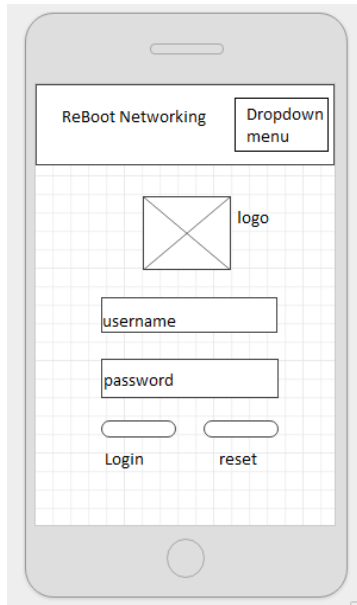 ReBoot Networking
Dropdown
menu
logo
username
password
Login
reset